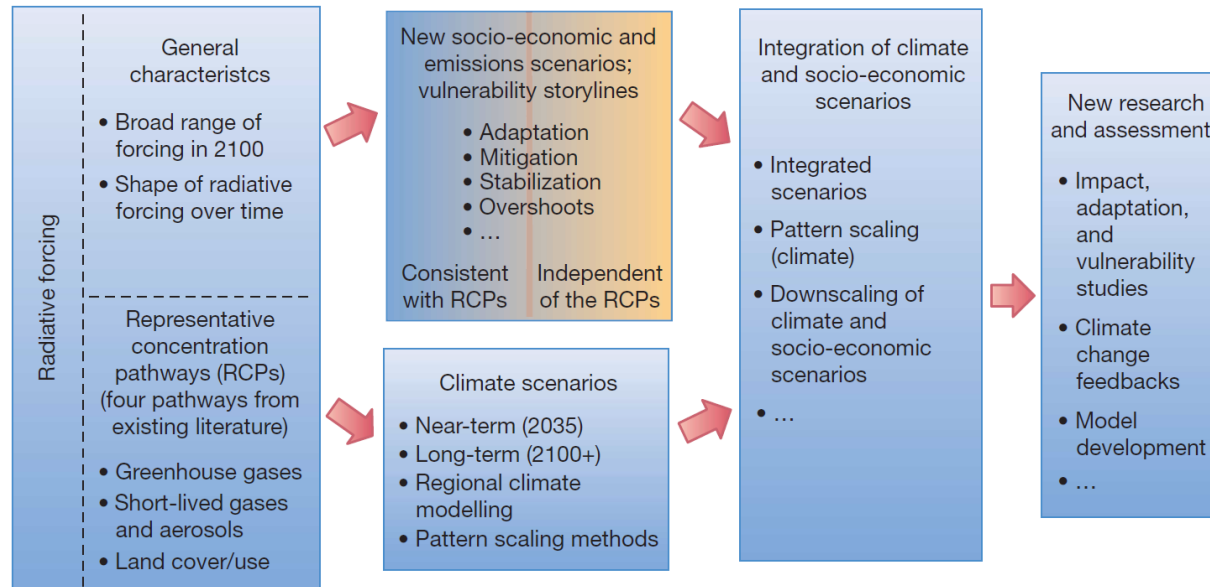 Radiative forcing
General
characteristcs
• Broad range of
forcing in 2100
• Shape of radiative
forcing over time
Representative
concentration
pathways (RCPs)
(four pathways from
existing literature)
• Greenhouse gases
• Short-lived gases
and aerosols
• Land cover/use
New socio-economic and
emissions scenarios;
vulnerability storylines
• Adaptation
• Mitigation
• Stabilization
• Overshoots
• …
Consistent
with RCPs
Independent
of the RCPs
Climate scenarios
• Near-term (2035)
• Long-term (2100+)
• Regional climate
modelling
• Pattern scaling methods
Integration of climate
and socio-economic
scenarios
• Integrated
scenarios
• Pattern scaling
(climate)
• Downscaling of
climate and
socio-economic
scenarios
• …
New research
and assessment
• Impact,
adaptation,
and
vulnerability
studies
• Climate
change
feedbacks
• Model
development
• …